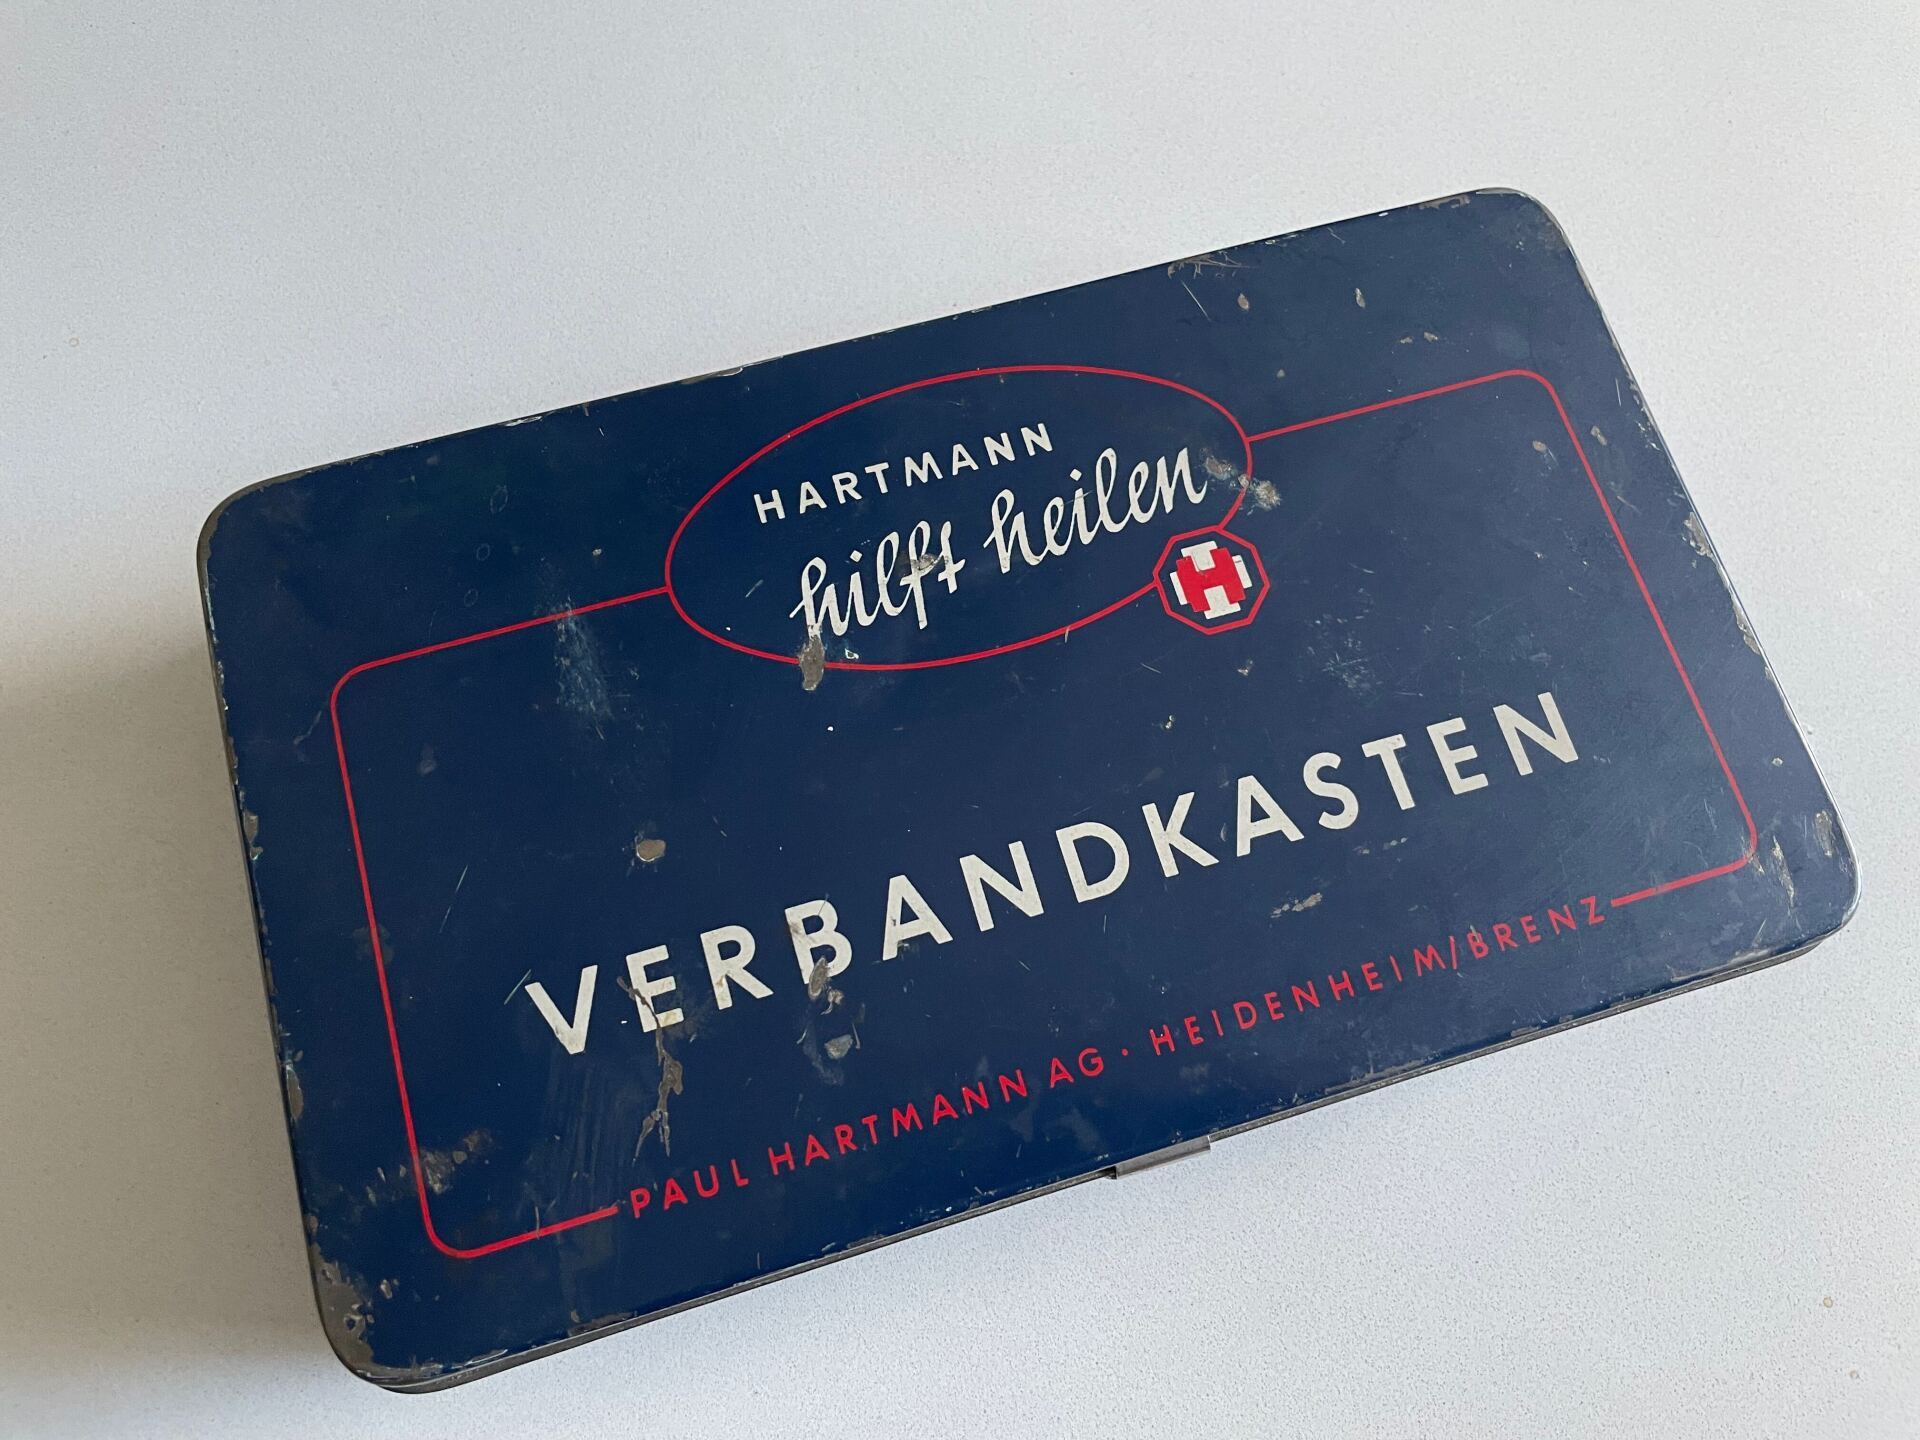 HARTMANN
hilft heilen
H
VERBANDKASTEN
PAUL HARTMANN AG · HEIDENHEIM/BRENZ